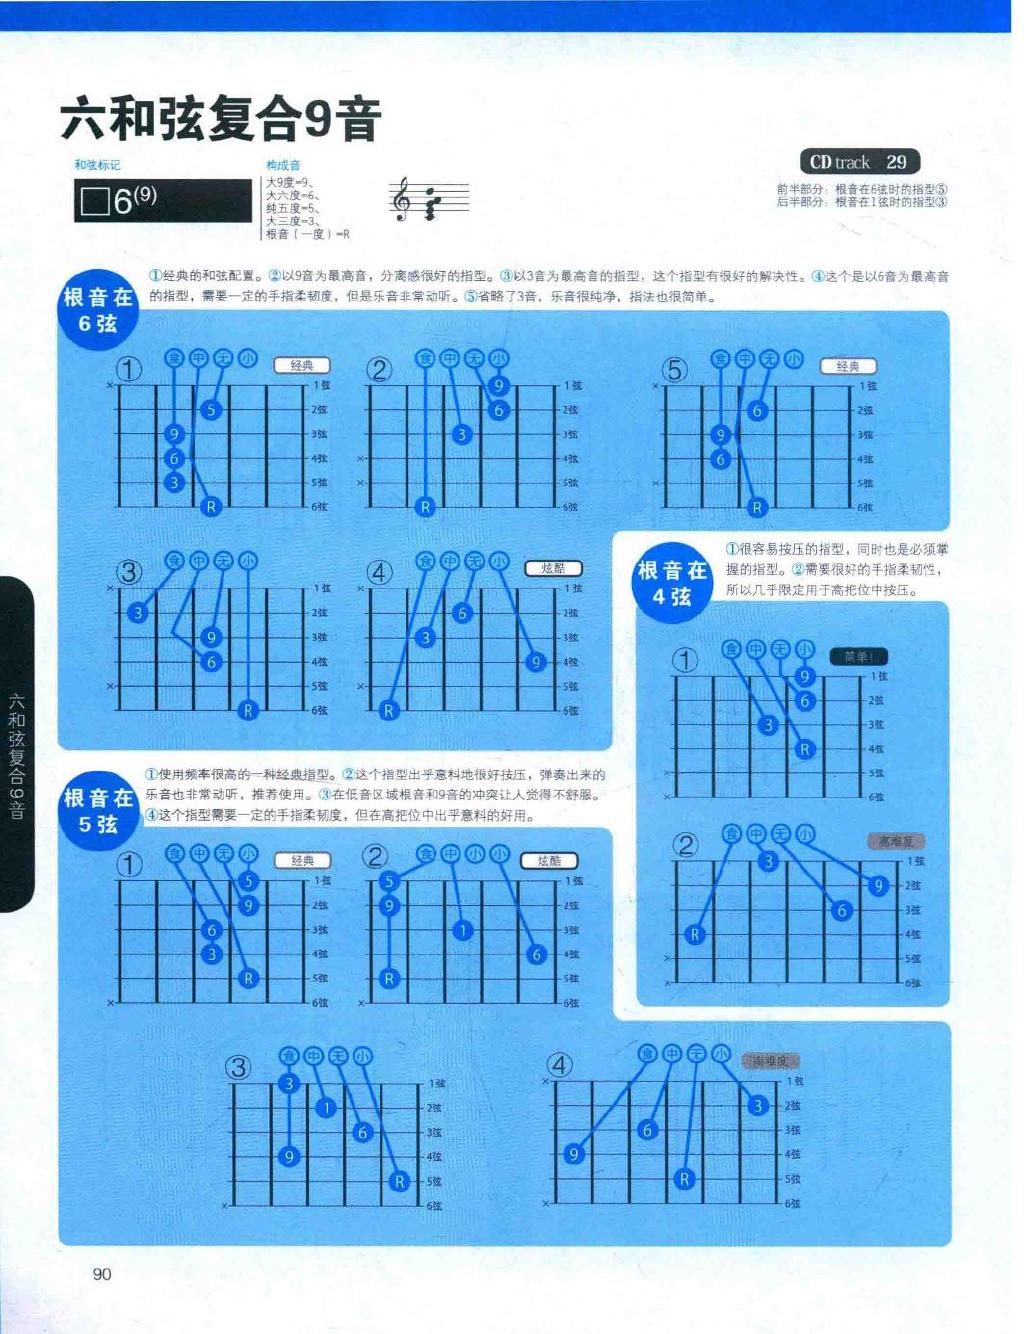 六和弦复合9音
和弦标记
□6(9)
构成音
大9度=9、
大六度=6、
纯五度=5、
大三度=3、
根音（一度）=R
CD track 29
前半部分：根音在6弦时的指型⑤
后半部分：根音在1弦时的指型③
根音在
6弦
①经典的和弦配置。②以9音为最高音，分离感很好的指型。③以3音为最高音的指型，这个指型有很好的解决性。④这个是以6音为最高音
的指型，需要一定的手指柔韧度，但是乐音非常动听。⑤省略了3音，乐音很纯净，指法也很简单。
① 食 中 无 小 经典
× 1弦
5 2弦
9 3弦
6 4弦
3 5弦
R 6弦
② 食 中 无 小
9 1弦
6 2弦
3 3弦
× 4弦
× 5弦
R 6弦
⑤ 食 中 无 小 经典
× 1弦
6 2弦
9 3弦
6 4弦
× 5弦
R 6弦
③ 食 中 无 小
× 1弦
3 2弦
9 3弦
6 4弦
× 5弦
R 6弦
④ 食 中 无 小 炫酷
× 1弦
6 2弦
3 3弦
9 4弦
× 5弦
R 6弦
根音在
4弦
①很容易按压的指型，同时也是必须掌
握的指型。②需要很好的手指柔韧性，
所以几乎限定用于高把位中按压。
① 食 中 无 小 简单！
9 1弦
6 2弦
3 3弦
R 4弦
× 5弦
× 6弦
② 食 中 无 小 高难度
3 1弦
9 2弦
6 3弦
R 4弦
× 5弦
× 6弦
根音在
5弦
①使用频率很高的一种经典指型。②这个指型出乎意料地很好按压，弹奏出来的
乐音也非常动听，推荐使用。③在低音区域根音和9音的冲突让人觉得不舒服。
④这个指型需要一定的手指柔韧度，但在高把位中出乎意料的好用。
① 食 中 无 小 经典
5 1弦
9 2弦
6 3弦
3 4弦
R 5弦
× 6弦
② 食 中 小 小 炫酷
5 1弦
9 2弦
1 3弦
6 4弦
R 5弦
× 6弦
③ 食 中 无 小
3 1弦
1 2弦
6 3弦
9 4弦
R 5弦
× 6弦
④ 食 中 无 小 高难度
× 1弦
3 2弦
6 3弦
9 4弦
R 5弦
× 6弦
六和弦复合9音
90